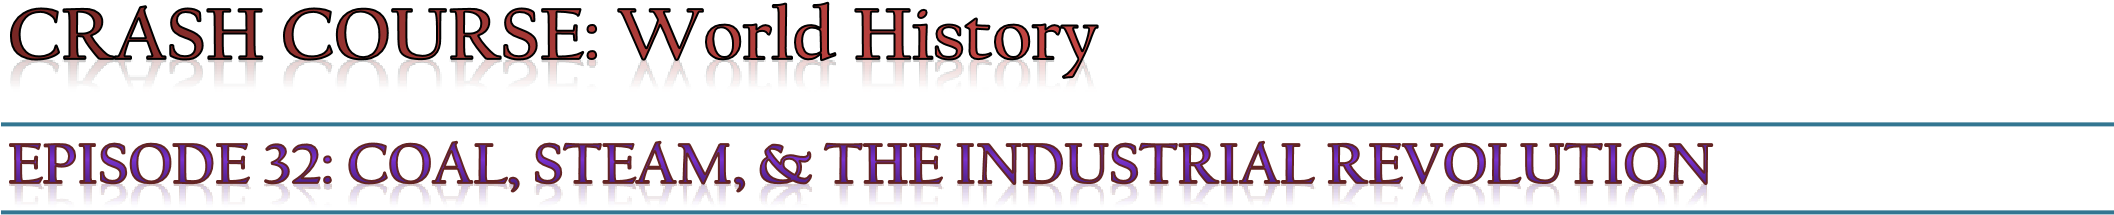 CRASH COURSE: World History
EPISODE 32: COAL, STEAM, & THE INDUSTRIAL REVOLUTION